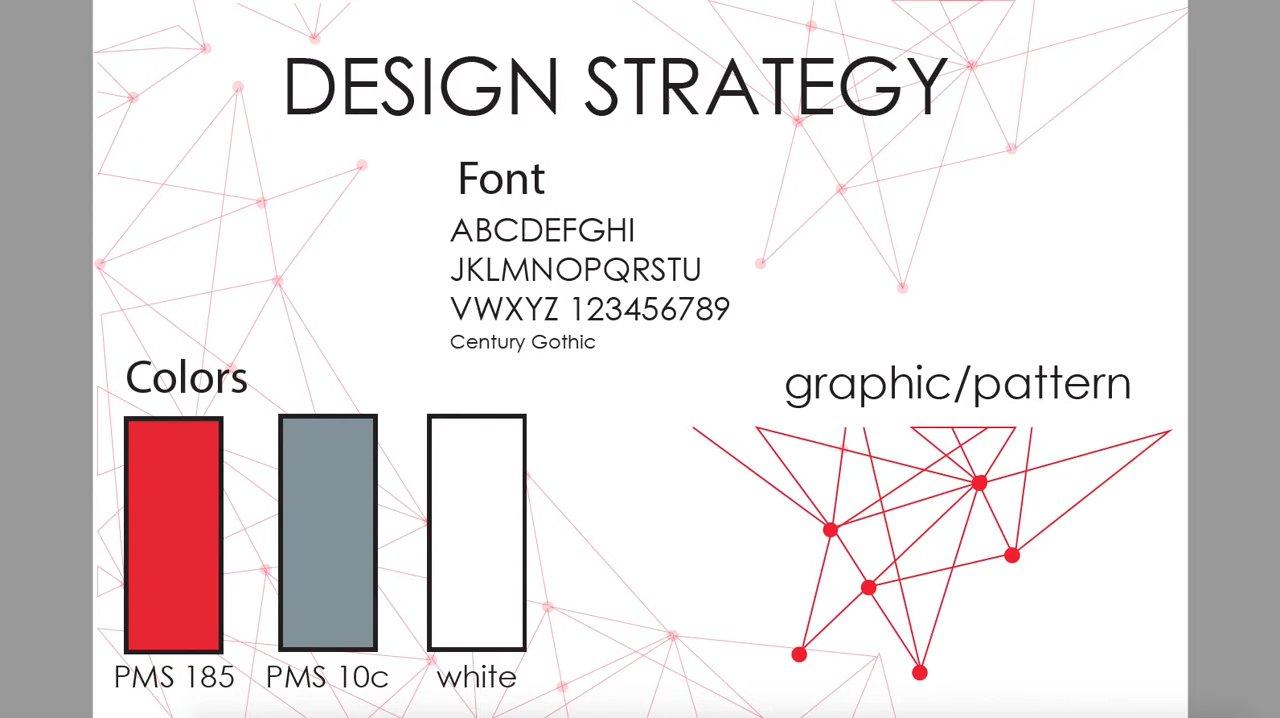 DESIGN STRATEGY
Font
ABCDEFGHI
JKLMNOPQRSTU
VWXYZ 123456789
Century Gothic
Colors
graphic/pattern
PMS 185
PMS 10c
white